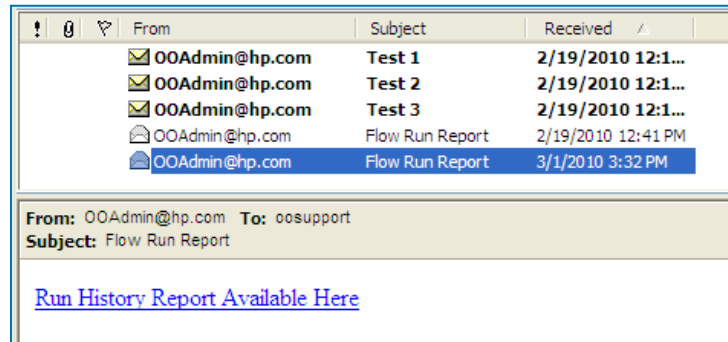 ! From Subject Received
OOAdmin@hp.com Test 1 2/19/2010 12:1...
OOAdmin@hp.com Test 2 2/19/2010 12:1...
OOAdmin@hp.com Test 3 2/19/2010 12:1...
OOAdmin@hp.com Flow Run Report 2/19/2010 12:41 PM
OOAdmin@hp.com Flow Run Report 3/1/2010 3:32 PM
From: OOAdmin@hp.com To: oosupport
Subject: Flow Run Report
Run History Report Available Here